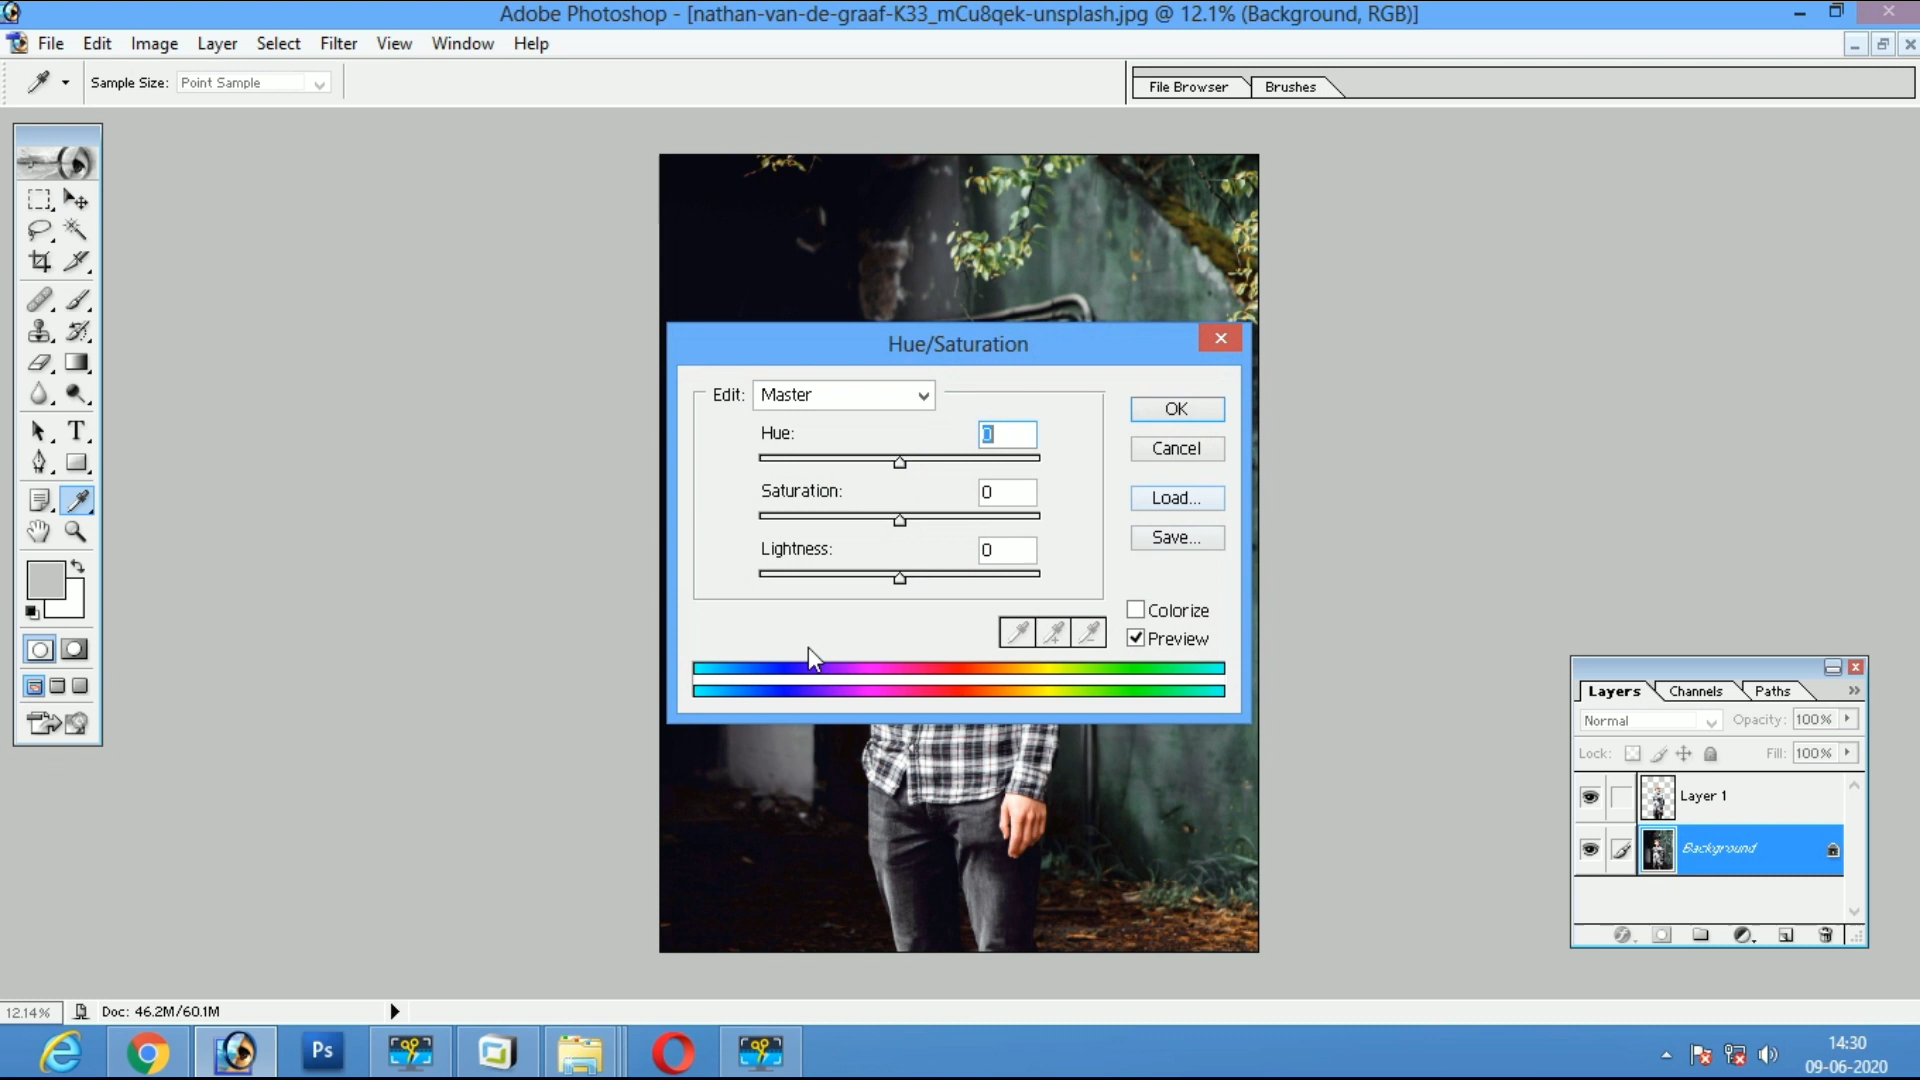 Adobe Photoshop - [nathan-van-de-graaf-K33_mCu8qek-unsplash.jpg @ 12.1% (Background, RGB)]
File Edit Image Layer Select Filter View Window Help
Sample Size: Point Sample
File Browser Brushes
Hue/Saturation
Edit: Master
OK
Hue: 0
Cancel
Saturation: 0
Load...
Save...
Lightness: 0
Colorize
Preview
Layers Channels Paths
Normal Opacity: 100%
Lock: Fill: 100%
Layer 1
Background
12.14% Doc: 46.2M/60.1M
Ps
14:30
09-06-2020